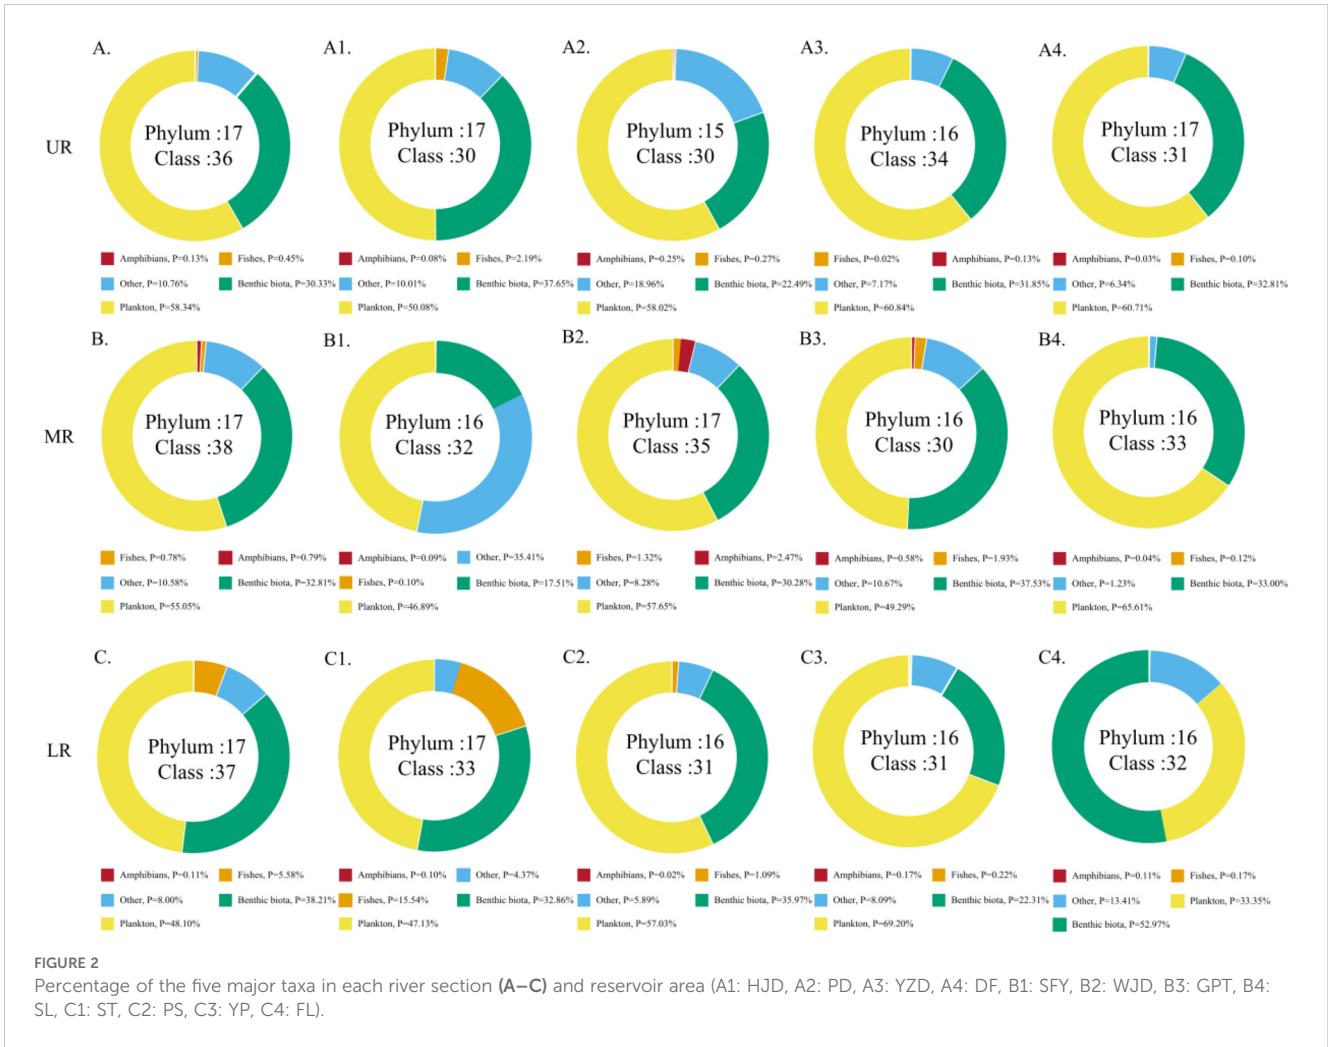 A.
Phylum :17
Class :36
A1.
Phylum :17
Class :30
A2.
Phylum :15
Class :30
A3.
Phylum :16
Class :34
A4.
Phylum :17
Class :31
UR
Amphibians, P=0.13%
Fishes, P=0.45%
Other, P=10.76%
Benthic biota, P=30.33%
Plankton, P=58.34%
Amphibians, P=0.08%
Fishes, P=2.19%
Other, P=10.01%
Benthic biota, P=37.65%
Plankton, P=50.08%
Amphibians, P=0.25%
Fishes, P=0.27%
Other, P=18.96%
Benthic biota, P=22.49%
Plankton, P=58.02%
Fishes, P=0.02%
Amphibians, P=0.13%
Other, P=7.17%
Benthic biota, P=31.85%
Plankton, P=60.84%
Amphibians, P=0.03%
Fishes, P=0.10%
Other, P=6.34%
Benthic biota, P=32.81%
Plankton, P=60.71%
B.
Phylum :17
Class :38
B1.
Phylum :16
Class :32
B2.
Phylum :17
Class :35
B3.
Phylum :16
Class :30
B4.
Phylum :16
Class :33
MR
Fishes, P=0.78%
Amphibians, P=0.79%
Other, P=10.58%
Benthic biota, P=32.81%
Plankton, P=55.05%
Amphibians, P=0.09%
Other, P=35.41%
Fishes, P=0.10%
Benthic biota, P=17.51%
Plankton, P=46.89%
Fishes, P=1.32%
Amphibians, P=2.47%
Other, P=8.28%
Benthic biota, P=30.28%
Plankton, P=57.65%
Amphibians, P=0.58%
Fishes, P=1.93%
Other, P=10.67%
Benthic biota, P=37.53%
Plankton, P=49.29%
Amphibians, P=0.04%
Fishes, P=0.12%
Other, P=1.23%
Benthic biota, P=33.00%
Plankton, P=65.61%
C.
Phylum :17
Class :37
C1.
Phylum :17
Class :33
C2.
Phylum :16
Class :31
C3.
Phylum :16
Class :31
C4.
Phylum :16
Class :32
LR
Amphibians, P=0.11%
Fishes, P=5.58%
Other, P=8.00%
Benthic biota, P=38.21%
Plankton, P=48.10%
Amphibians, P=0.10%
Other, P=4.37%
Fishes, P=15.54%
Benthic biota, P=32.86%
Plankton, P=47.13%
Amphibians, P=0.02%
Fishes, P=1.09%
Other, P=5.89%
Benthic biota, P=35.97%
Plankton, P=57.03%
Amphibians, P=0.17%
Fishes, P=0.22%
Other, P=8.09%
Benthic biota, P=22.31%
Plankton, P=69.20%
Amphibians, P=0.11%
Fishes, P=0.17%
Other, P=13.41%
Plankton, P=33.35%
Benthic biota, P=52.97%
FIGURE 2
Percentage of the five major taxa in each river section (A–C) and reservoir area (A1: HJD, A2: PD, A3: YZD, A4: DF, B1: SFY, B2: WJD, B3: GPT, B4:
SL, C1: ST, C2: PS, C3: YP, C4: FL).